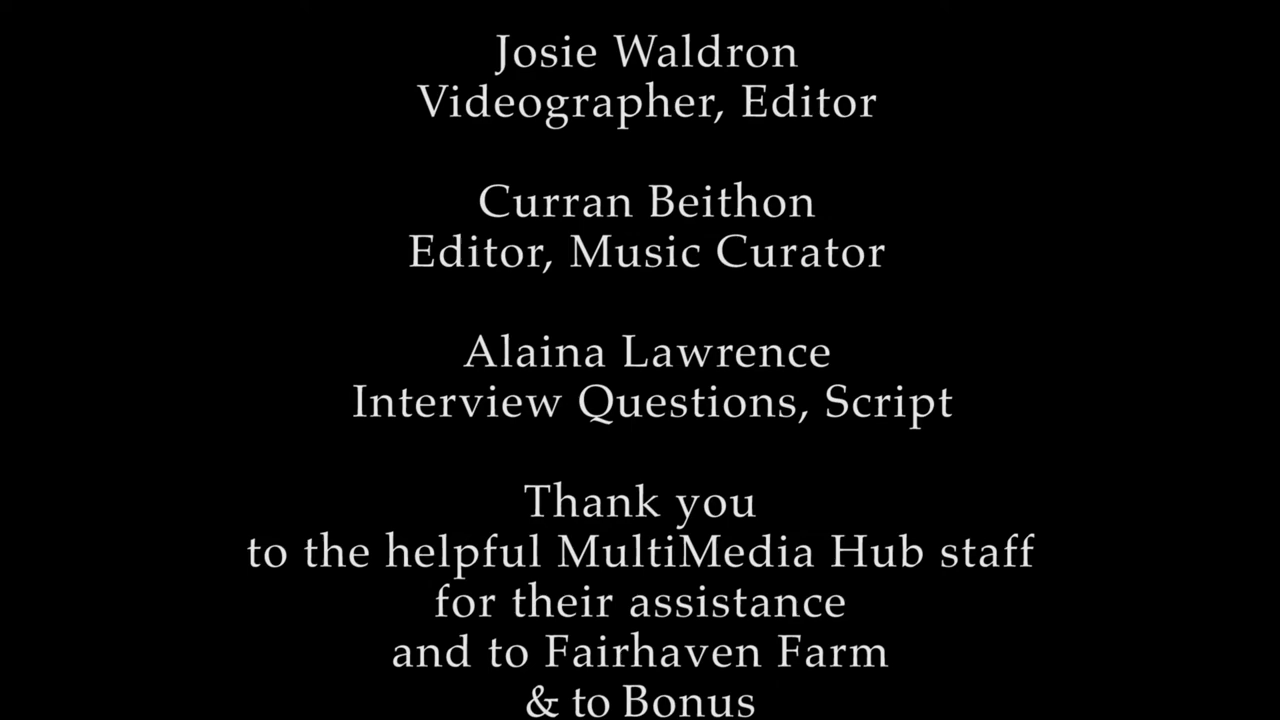 Josie Waldron
Videographer, Editor
Curran Beithon
Editor, Music Curator
Alaina Lawrence
Interview Questions, Script
Thank you
to the helpful MultiMedia Hub staff
for their assistance
and to Fairhaven Farm
& to Bonus